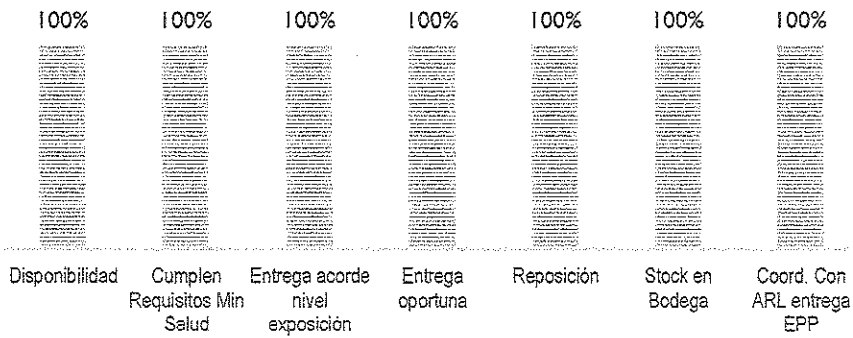 100% 100% 100% 100% 100% 100% 100%
Disponibilidad
Cumplen
Requisitos Min
Salud
Entrega acorde
nivel
exposición
Entrega
oportuna
Reposición
Stock en
Bodega
Coord. Con
ARL entrega
EPP